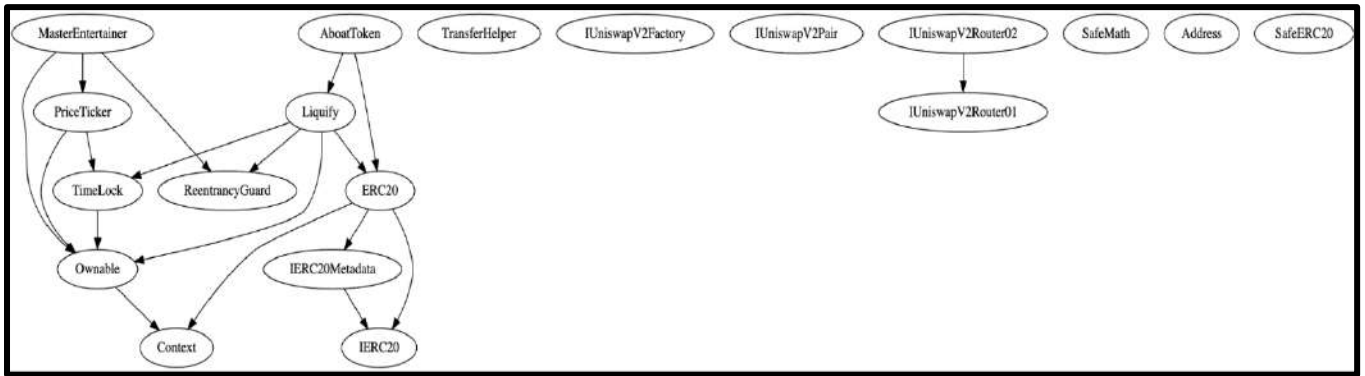 MasterEntertainer
AboatToken
TransferHelper
IUniswapV2Factory
IUniswapV2Pair
IUniswapV2Router02
SafeMath
Address
SafeERC20
PriceTicker
Liquify
IUniswapV2Router01
TimeLock
ReentrancyGuard
ERC20
Ownable
IERC20Metadata
Context
IERC20